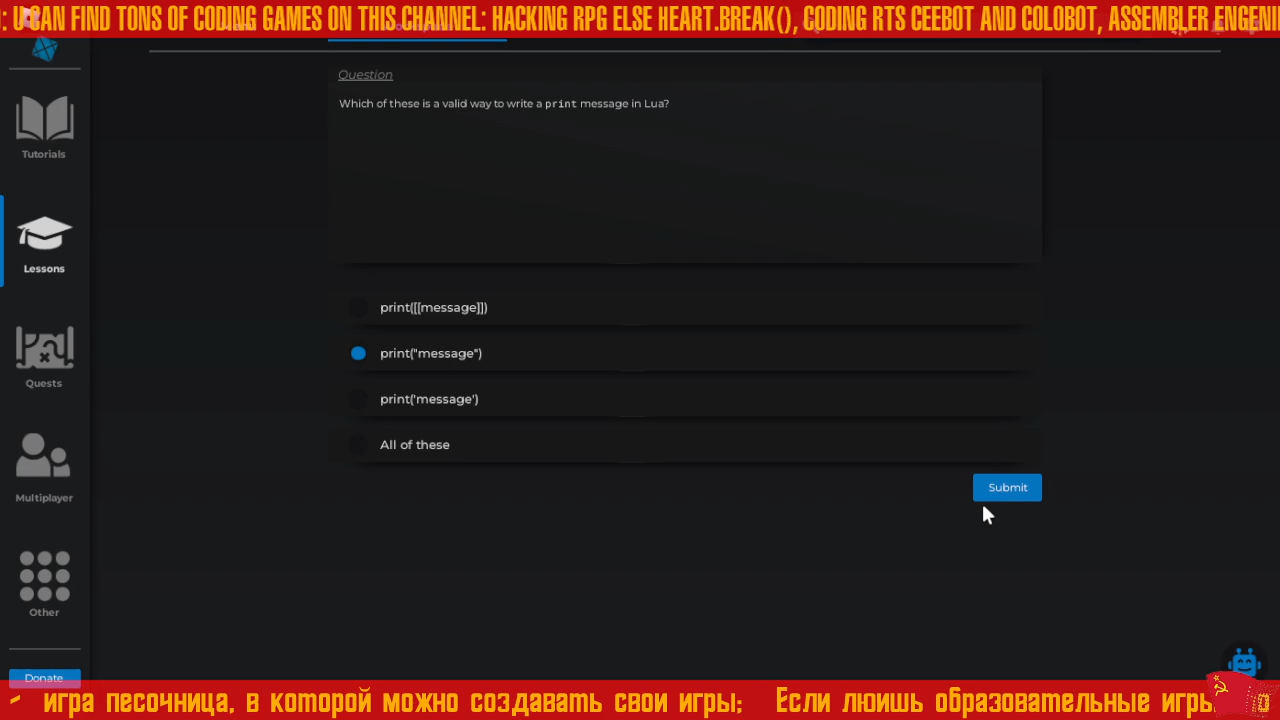 : U CAN FIND TONS OF CODING GAMES ON THIS CHANNEL: HACKING RPG ELSE HEART.BREAK(), CODING RTS CEEBOT AND COLOBOT, ASSEMBLER ENGENI
Question
Which of these is a valid way to write a print message in Lua?
Tutorials
Lessons
print([[message]])
print("message")
Quests
print('message')
All of these
Submit
Multiplayer
Other
Donate
- игра песочница, в которой можно создавать свои игры; Если люишь образовательные игры